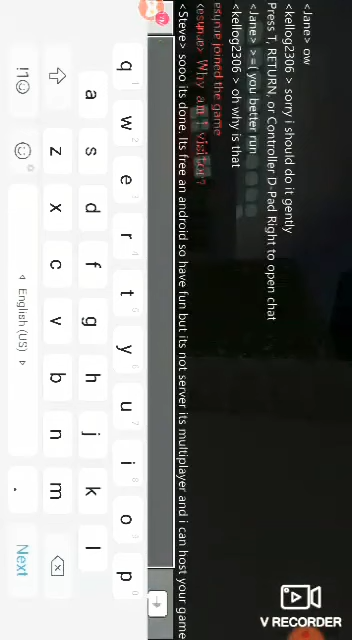 <Jane> ow
<kellog2306 > sorry i should do it gently
Press T, RETURN, or Controller D-Pad Right to open chat
<Jane> > =( you better run
<kellog2306 > oh why is that
joined the game
Why am I visitor?
< Steve> sooo its done. Its free an android so have fun but its not server its multiplayer and i can host your game
q w e r t y u i o p
a s d f g h j k l
z x c v b n m
!1☺ English (US) . Next
V RECORDER